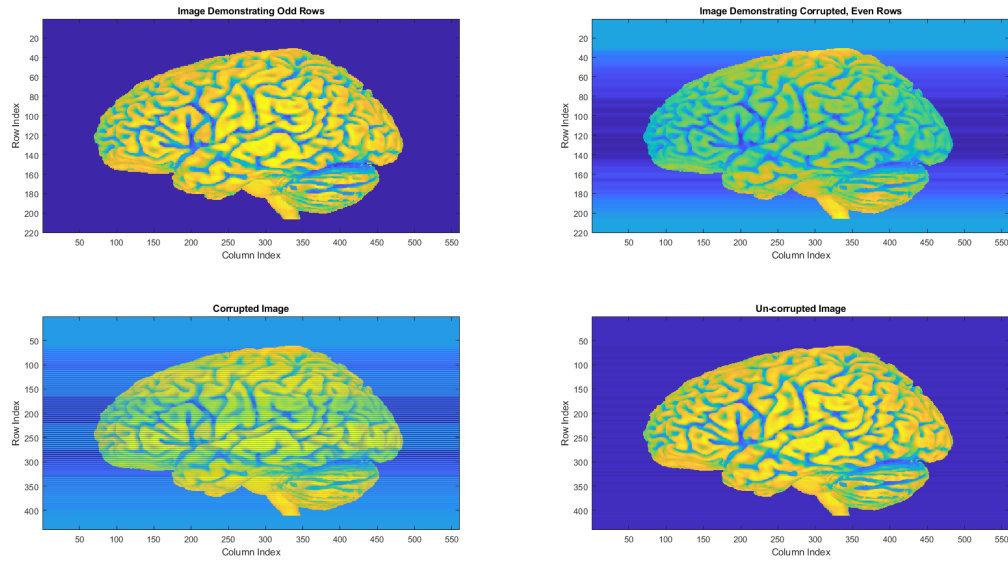 Image Demonstrating Odd Rows
20
40
60
80
100
120
140
160
180
200
220
Row Index
50 100 150 200 250 300 350 400 450 500 550
Column Index
Image Demonstrating Corrupted, Even Rows
20
40
60
80
100
120
140
160
180
200
220
Row Index
50 100 150 200 250 300 350 400 450 500 550
Column Index
Corrupted Image
50
100
150
200
250
300
350
400
Row Index
50 100 150 200 250 300 350 400 450 500 550
Column Index
Un-corrupted Image
50
100
150
200
250
300
350
400
Row Index
50 100 150 200 250 300 350 400 450 500 550
Column Index